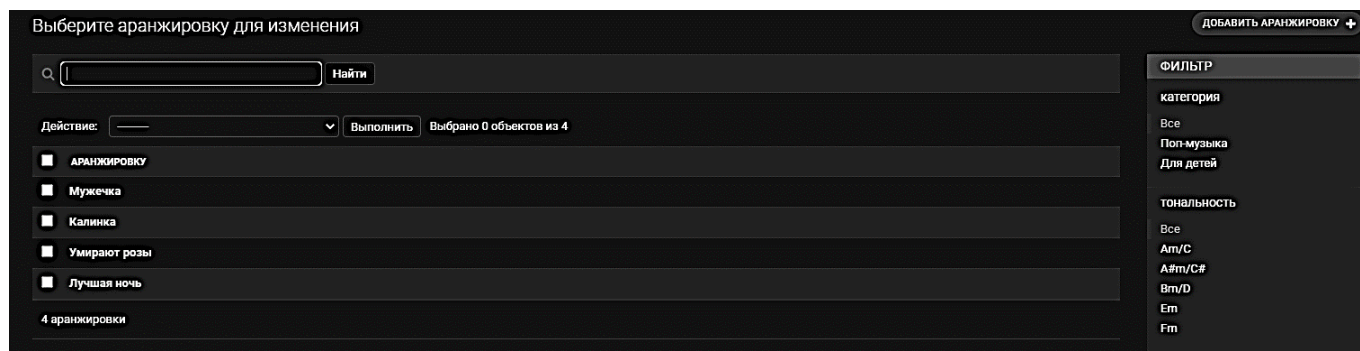 Выберите аранжировку для изменения
ДОБАВИТЬ АРАНЖИРОВКУ +
Найти
Действие: ——— Выполнить Выбрано 0 объектов из 4
АРАНЖИРОВКУ
Мужечка
Калинка
Умирают розы
Лучшая ночь
4 аранжировки
ФИЛЬТР
категория
Все
Поп-музыка
Для детей
тональность
Все
Am/C
A#m/C#
Bm/D
Em
Fm